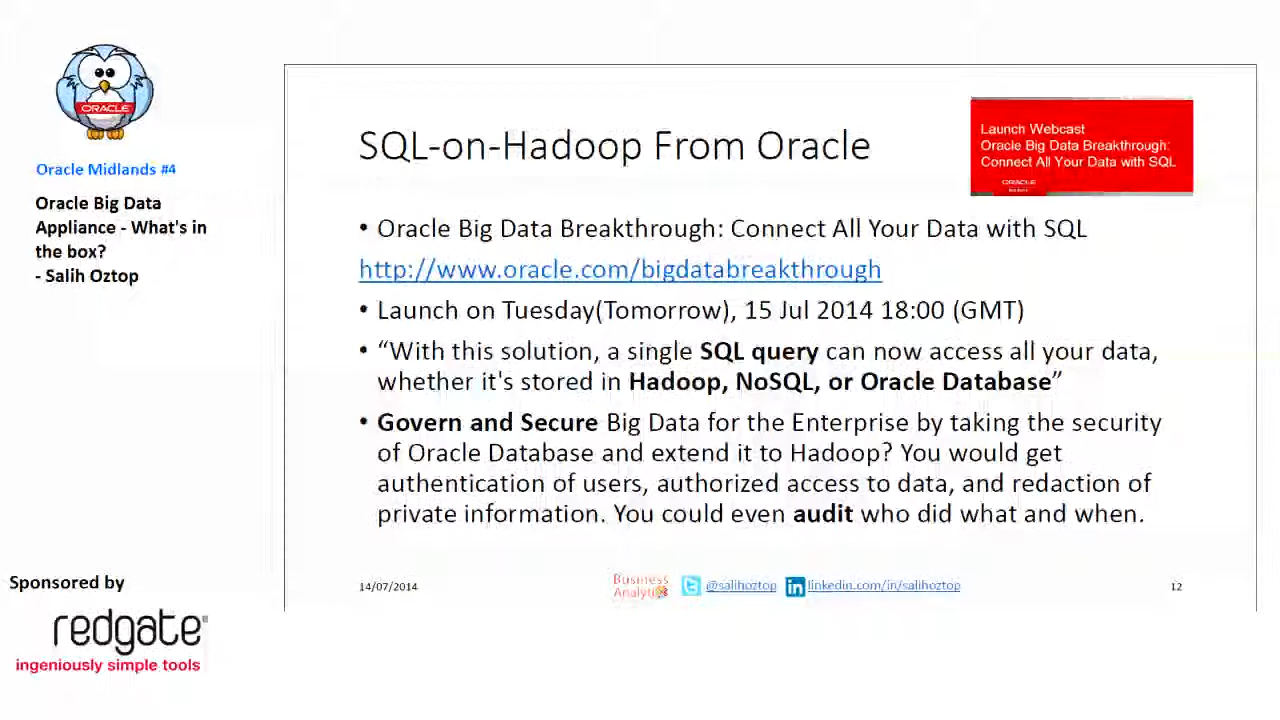 ORACLE
Oracle Midlands #4
Oracle Big Data
Appliance - What's in
the box?
- Salih Oztop
Sponsored by
redgate
ingeniously simple tools
SQL-on-Hadoop From Oracle
Launch Webcast
Oracle Big Data Breakthrough:
Connect All Your Data with SQL
ORACLE
• Oracle Big Data Breakthrough: Connect All Your Data with SQL
http://www.oracle.com/bigdatabreakthrough
• Launch on Tuesday(Tomorrow), 15 Jul 2014 18:00 (GMT)
• “With this solution, a single SQL query can now access all your data,
whether it's stored in Hadoop, NoSQL, or Oracle Database”
• Govern and Secure Big Data for the Enterprise by taking the security
of Oracle Database and extend it to Hadoop? You would get
authentication of users, authorized access to data, and redaction of
private information. You could even audit who did what and when.
14/07/2014
Business
Analytics
@salihoztop
linkedin.com/in/salihoztop
12